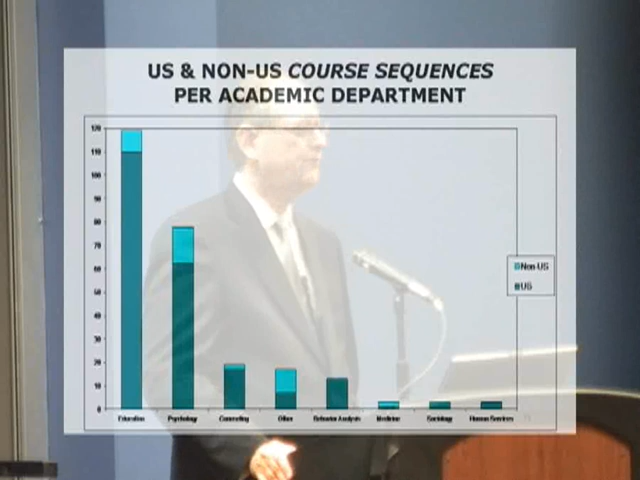 US & NON-US COURSE SEQUENCES
PER ACADEMIC DEPARTMENT
120
110
100
90
80
70
60
50
40
30
20
10
0
Non-US
US
Education Psychology Counseling Other Behavior Analysis Medicine Sociology Human Services